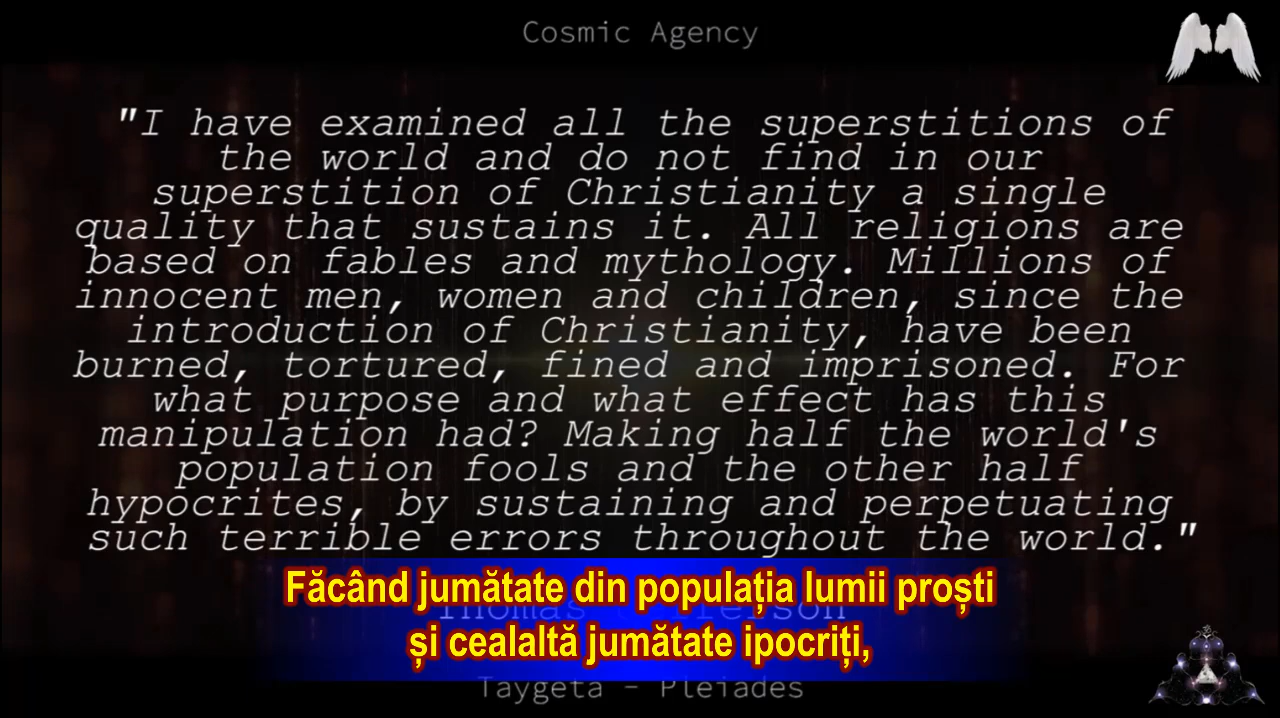 Cosmic Agency
"I have examined all the superstitions of
the world and do not find in our
superstition of Christianity a single
quality that sustains it. All religions are
based on fables and mythology. Millions of
innocent men, women and children, since the
introduction of Christianity, have been
burned, tortured, fined and imprisoned. For
what purpose and what effect has this
manipulation had? Making half the world's
population fools and the other half
hypocrites, by sustaining and perpetuating
such terrible errors throughout the world."
Făcând jumătate din populația lumii proști
și cealaltă jumătate ipocriți,
Taygeta - Pleiades